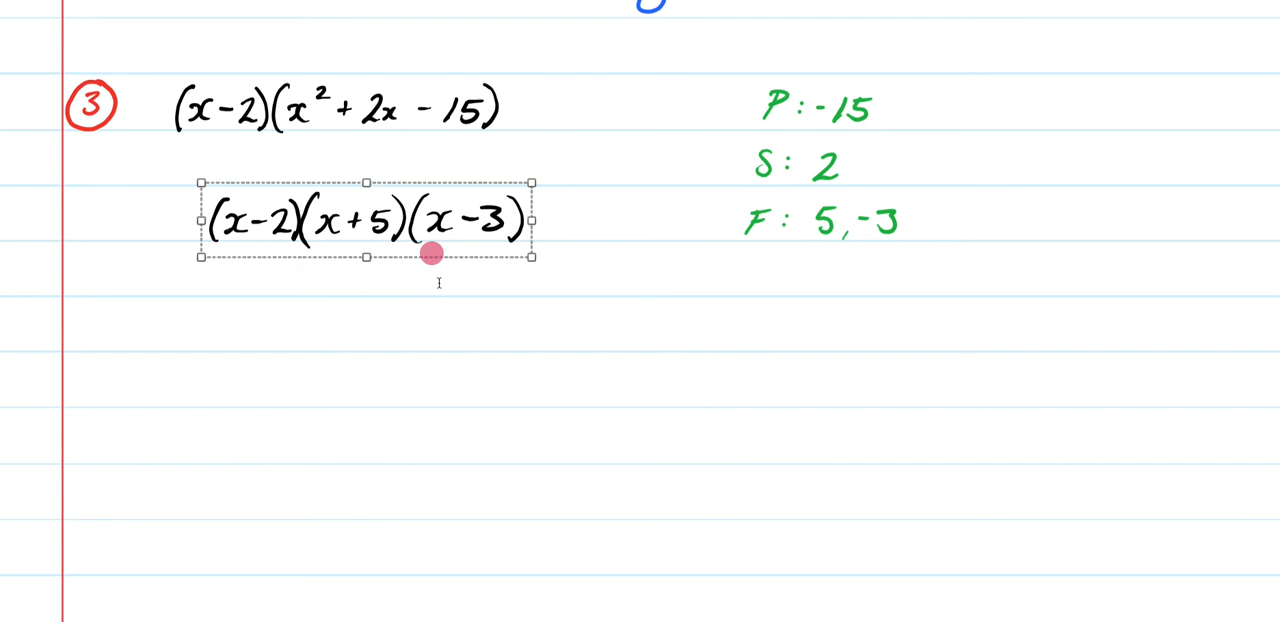 ③ (x-2)(x² + 2x - 15)
P: -15
S: 2
(x-2)(x+5)(x-3)
F: 5, -3